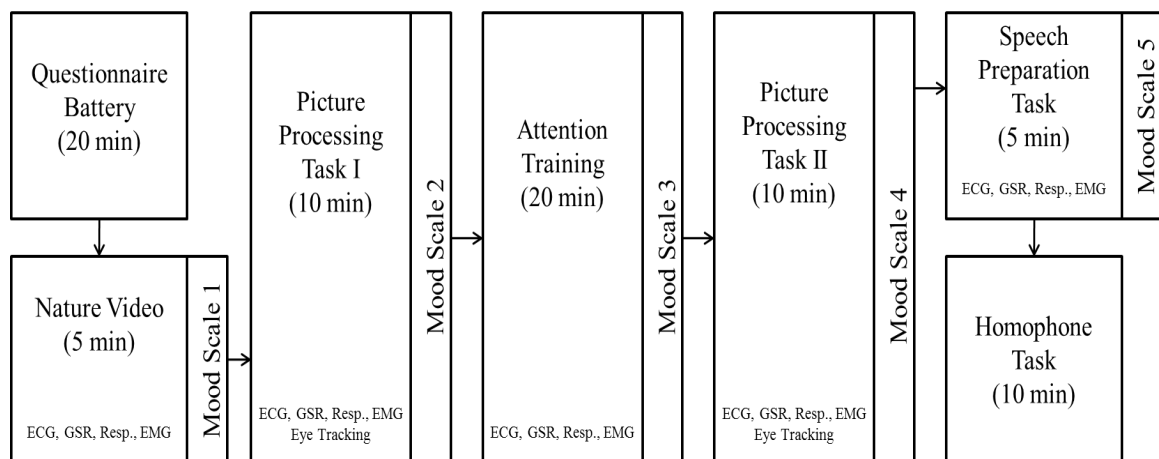 Questionnaire
Battery
(20 min)
Nature Video
(5 min)
ECG, GSR, Resp., EMG
Mood Scale 1
Picture
Processing
Task I
(10 min)
ECG, GSR, Resp., EMG
Eye Tracking
Mood Scale 2
Attention
Training
(20 min)
ECG, GSR, Resp., EMG
Mood Scale 3
Picture
Processing
Task II
(10 min)
ECG, GSR, Resp., EMG
Eye Tracking
Mood Scale 4
Speech
Preparation
Task
(5 min)
ECG, GSR, Resp., EMG
Mood Scale 5
Homophone
Task
(10 min)